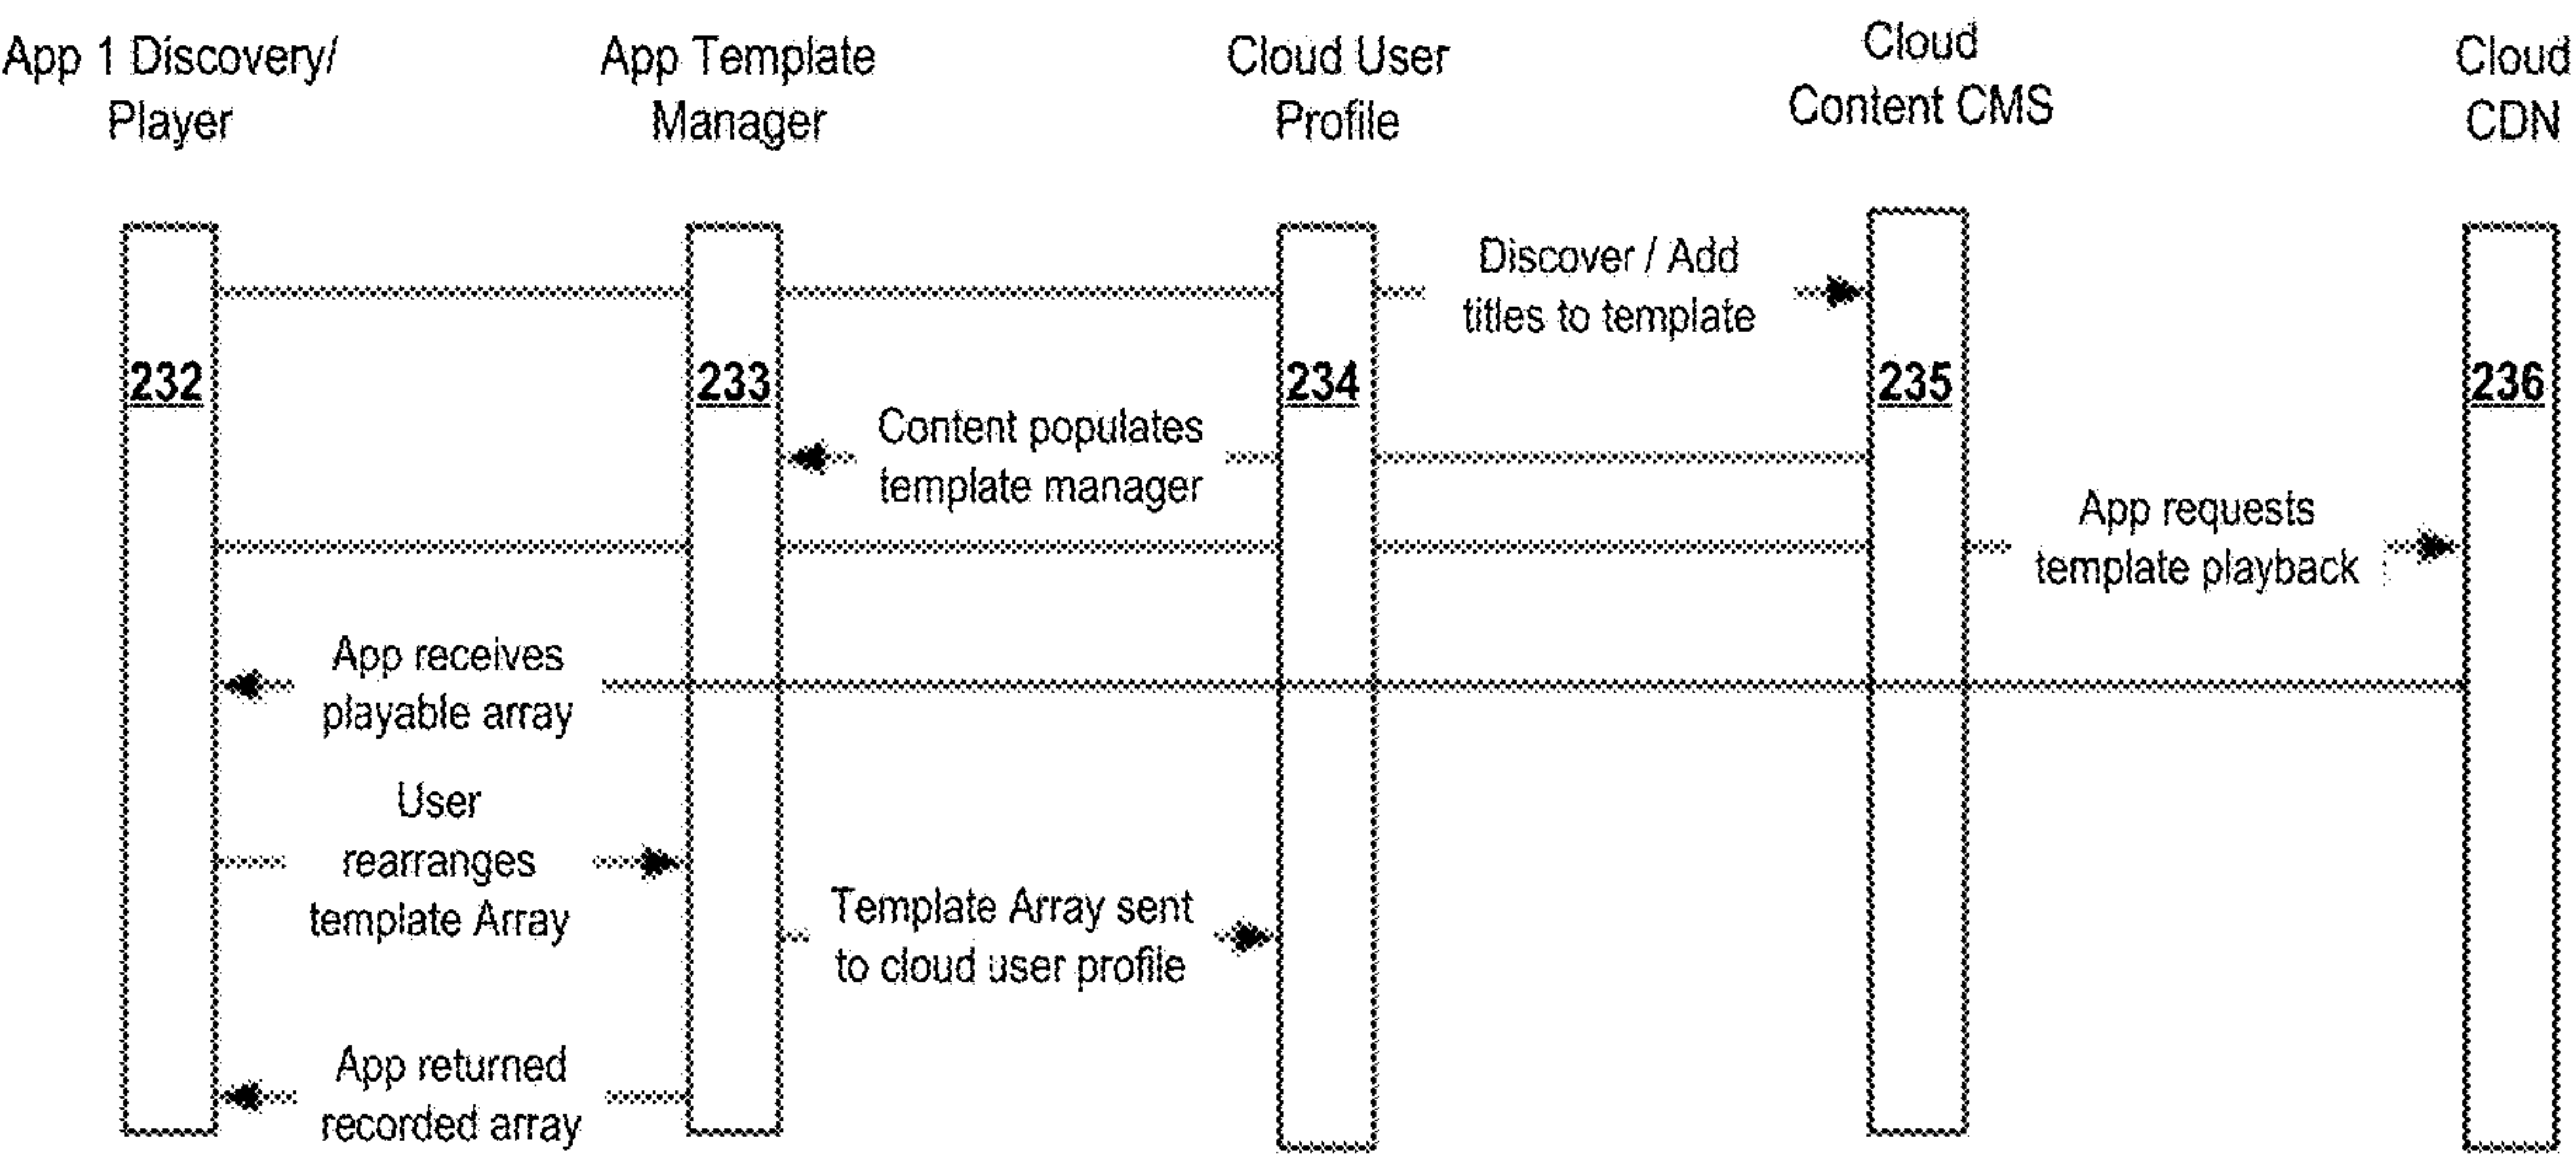 App 1 Discovery/
Player
App Template
Manager
Cloud User
Profile
Cloud
Content CMS
Cloud
CDN
Discover / Add
titles to template
232
233
234
235
236
Content populates
template manager
App requests
template playback
App receives
playable array
User
rearranges
template Array
Template Array sent
to cloud user profile
App returned
recorded array